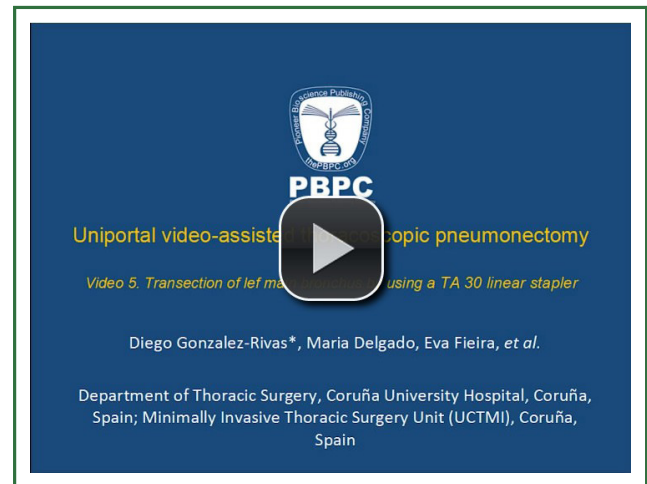 Pioneer Bioscience Publishing Company
thePBPC.org
PBPC
Uniportal video-assisted thoracoscopic pneumonectomy
Video 5. Transection of lef ma using a TA 30 linear stapler
Diego Gonzalez-Rivas*, Maria Delgado, Eva Fieira, et al.
Department of Thoracic Surgery, Coruña University Hospital, Coruña,
Spain; Minimally Invasive Thoracic Surgery Unit (UCTMI), Coruña,
Spain